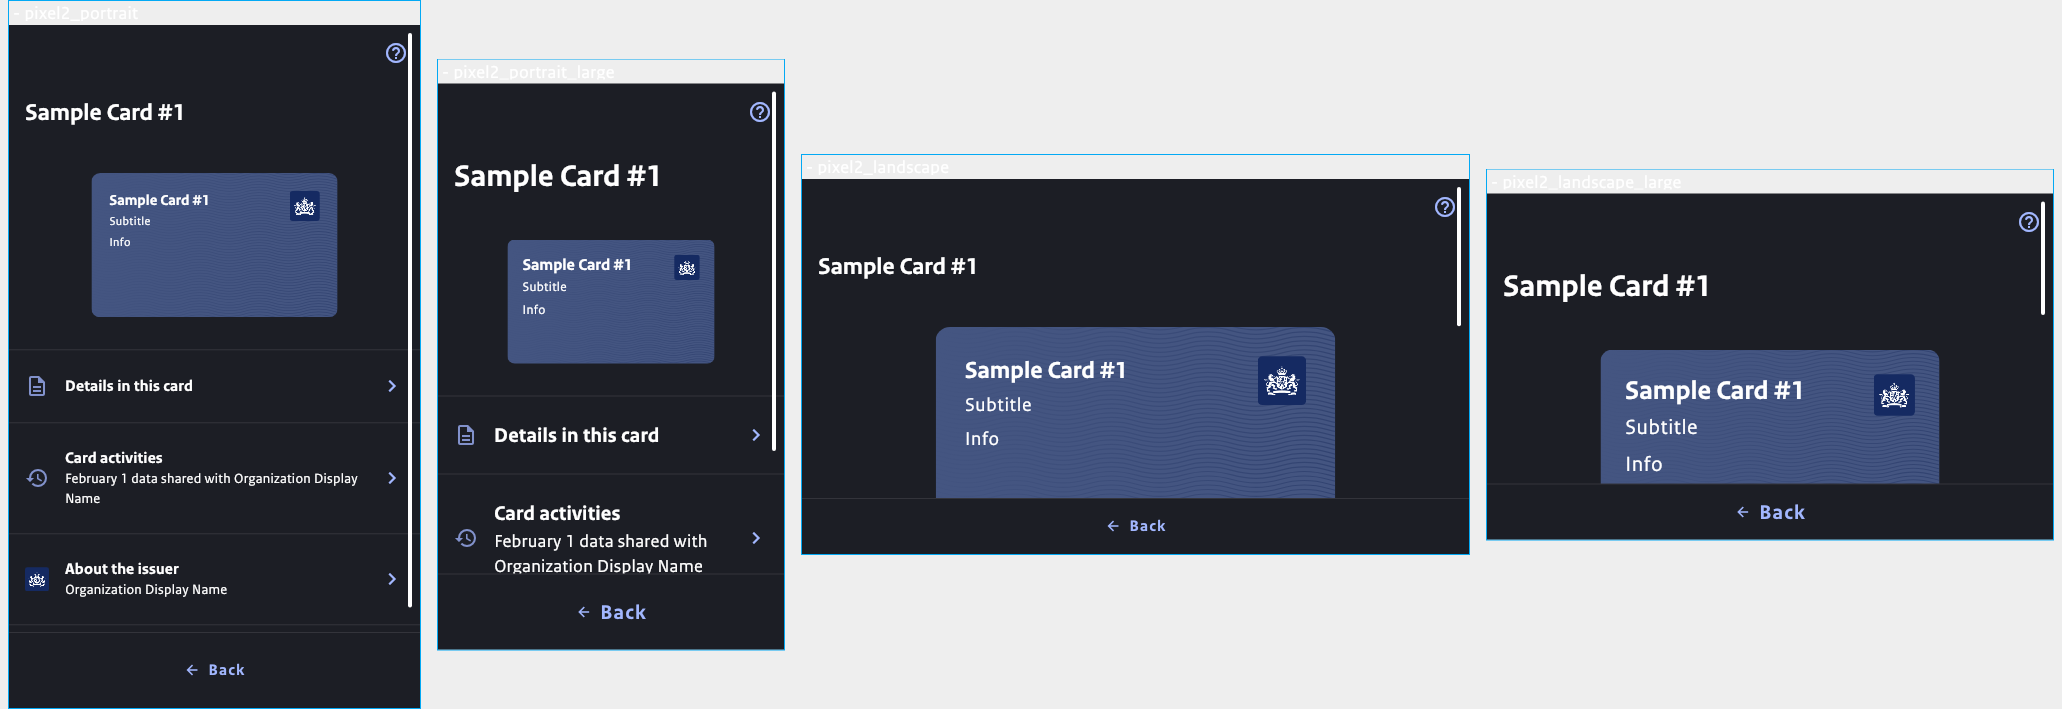 - pixel2_portrait
Sample Card #1
Sample Card #1
Subtitle
Info
Details in this card
Card activities
February 1 data shared with Organization Display
Name
About the issuer
Organization Display Name
Back
- pixel2_portrait_large
Sample Card #1
Sample Card #1
Subtitle
Info
Details in this card
Card activities
February 1 data shared with
Organization Display Name
Back
- pixel2_landscape
Sample Card #1
Sample Card #1
Subtitle
Info
Back
- pixel2_landscape_large
Sample Card #1
Sample Card #1
Subtitle
Info
Back